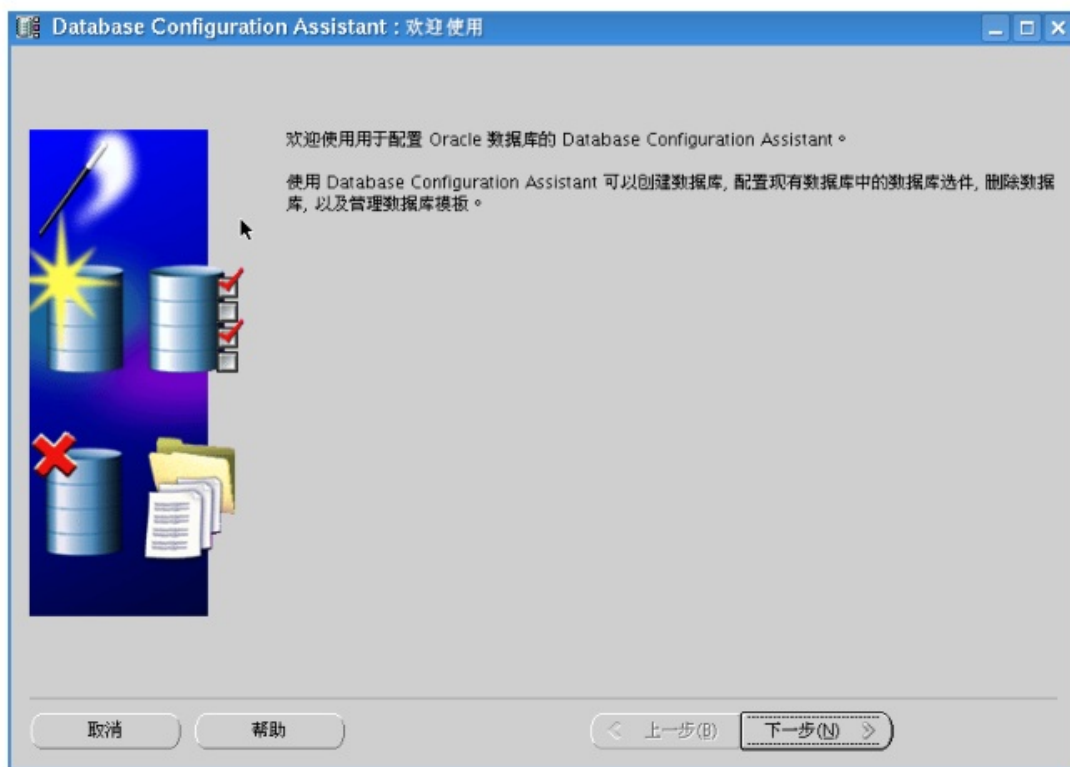 Database Configuration Assistant : 欢迎使用
欢迎使用用于配置 Oracle 数据库的 Database Configuration Assistant。
使用 Database Configuration Assistant 可以创建数据库, 配置现有数据库中的数据库选件, 删除数据
库, 以及管理数据库模板。
取消
帮助
上一步(B)
下一步(N)